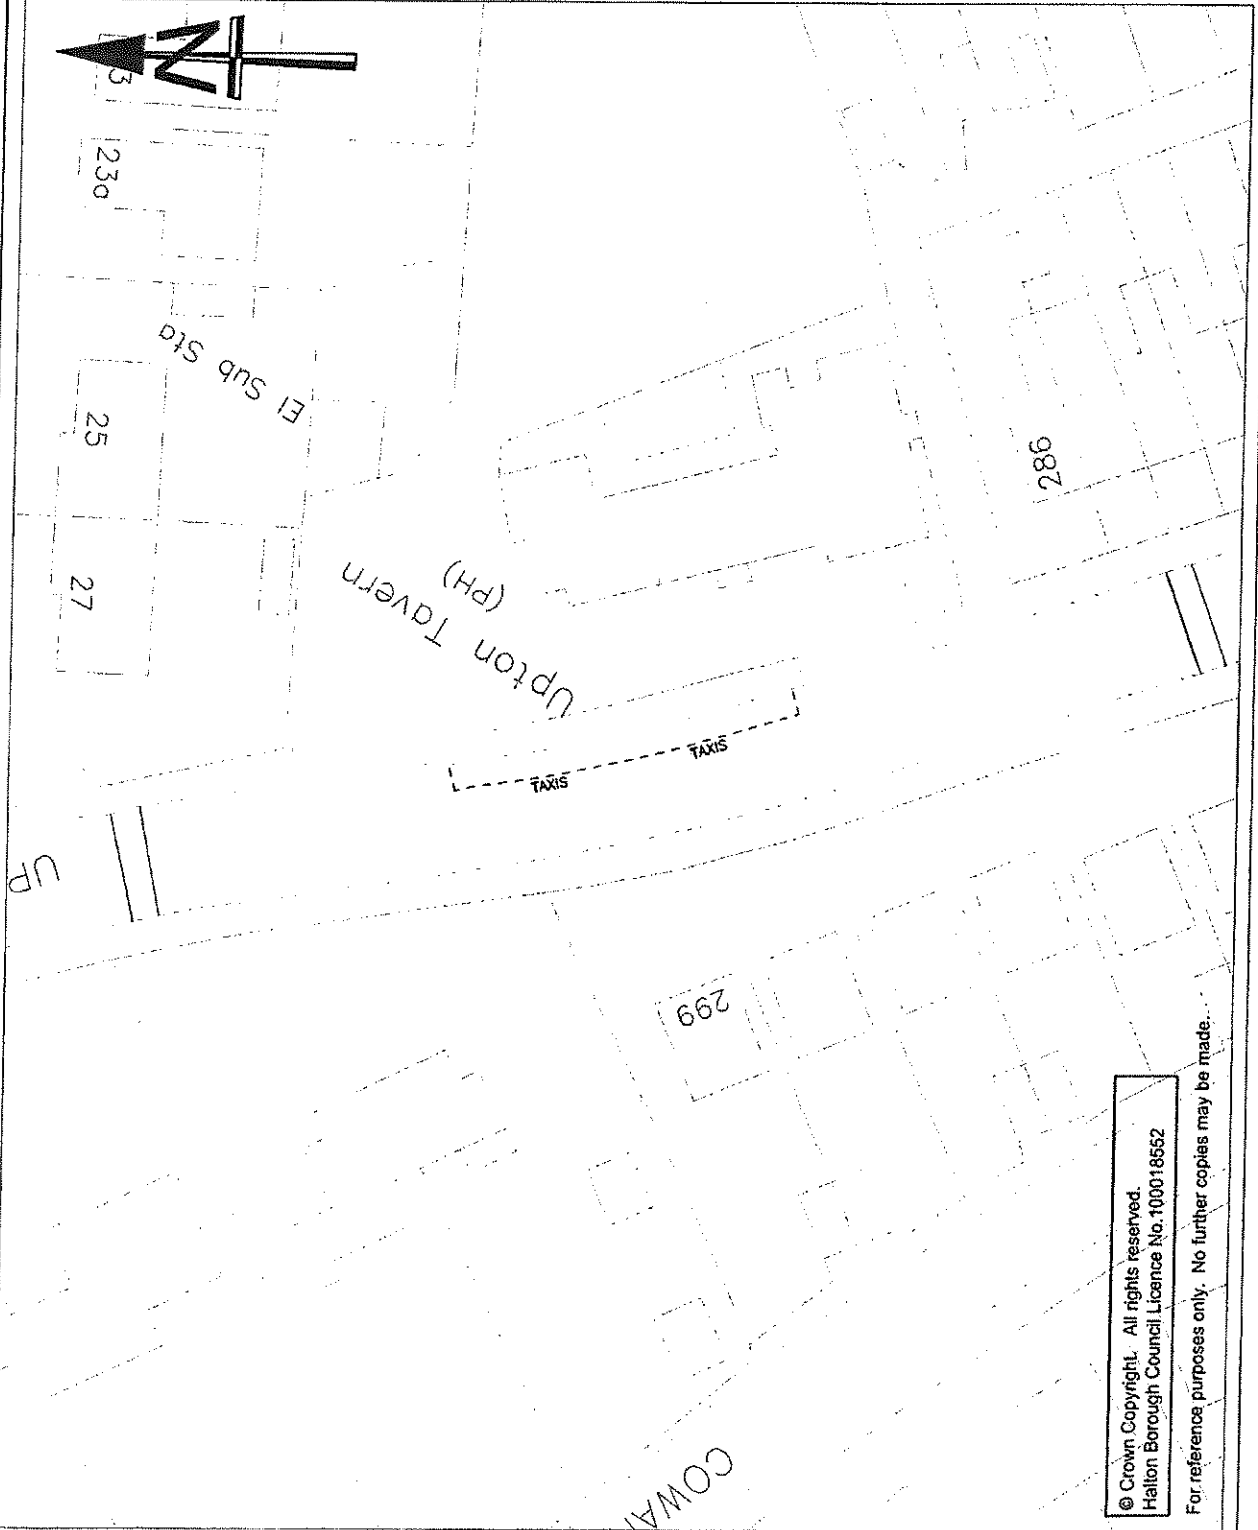 N
3
23a
El Sub Sta
25
27
Upton Tavern
(PH)
286
TAXIS
TAXIS
UP
299
COWA
© Crown Copyright. All rights reserved.
Halton Borough Council Licence No.100018552
For reference purposes only. No further copies may be made.